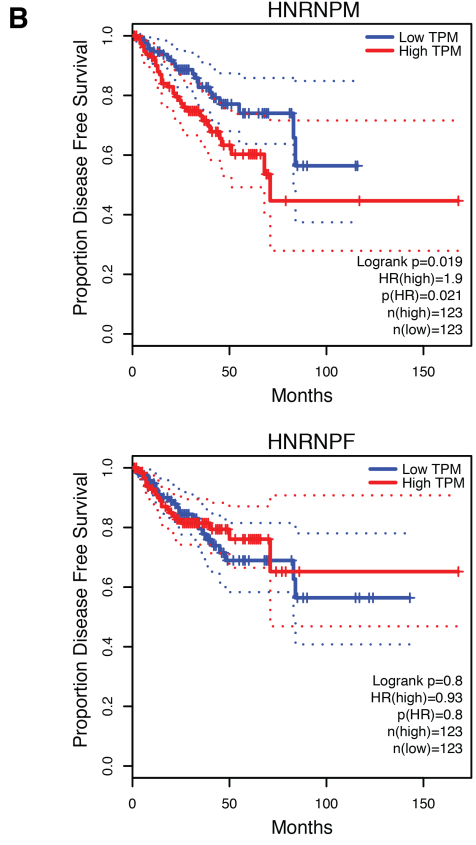 B
HNRNPM
Low TPM
High TPM
Proportion Disease Free Survival
1.0
0.8
0.6
0.4
0.2
0.0
Logrank p=0.019
HR(high)=1.9
p(HR)=0.021
n(high)=123
n(low)=123
0 50 100 150
Months
HNRNPF
Low TPM
High TPM
Proportion Disease Free Survival
1.0
0.8
0.6
0.4
0.2
0.0
Logrank p=0.8
HR(high)=0.93
p(HR)=0.8
n(high)=123
n(low)=123
0 50 100 150
Months